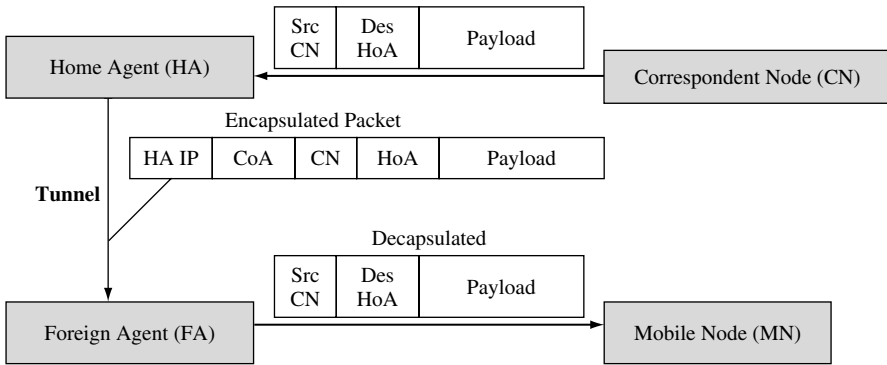 Src Des Payload
CN HoA
Home Agent (HA)
Correspondent Node (CN)
Encapsulated Packet
HA IP CoA CN HoA Payload
Tunnel
Decapsulated
Src Des Payload
CN HoA
Foreign Agent (FA)
Mobile Node (MN)